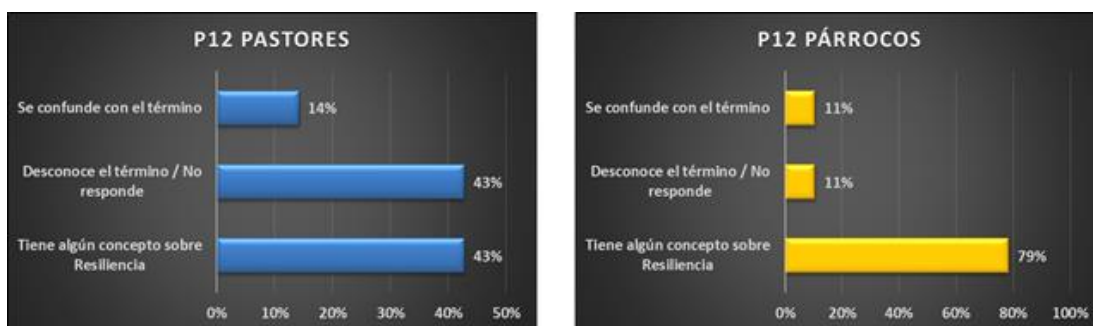 P12 PASTORES
Se confunde con el término
14%
Desconoce el término / No
responde
43%
Tiene algún concepto sobre
Resiliencia
43%
0% 10% 20% 30% 40% 50%
P12 PÁRROCOS
Se confunde con el término
11%
Desconoce el término / No
responde
11%
Tiene algún concepto sobre
Resiliencia
79%
0% 20% 40% 60% 80% 100%